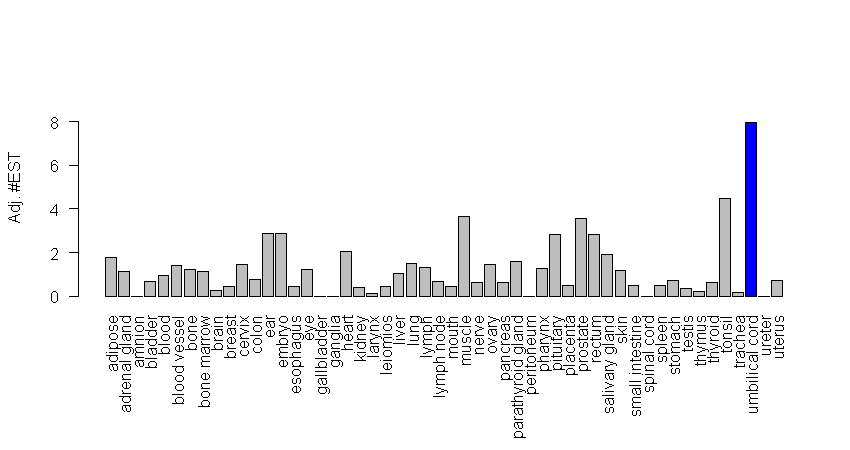 Adj. #EST
8
6
4
2
0
adipose
adrenal gland
amnion
bladder
blood
blood vessel
bone
bone marrow
brain
breast
cervix
colon
ear
embryo
esophagus
eye
gallbladder
ganglia
heart
kidney
larynx
leiomios
liver
lung
lymph
lymph node
mouth
muscle
nerve
ovary
pancreas
parathyroid gland
peritoneum
pharynx
pituitary
placenta
prostate
rectum
salivary gland
skin
small intestine
spinal cord
spleen
stomach
testis
thymus
thyroid
tonsil
trachea
umbilical cord
ureter
uterus